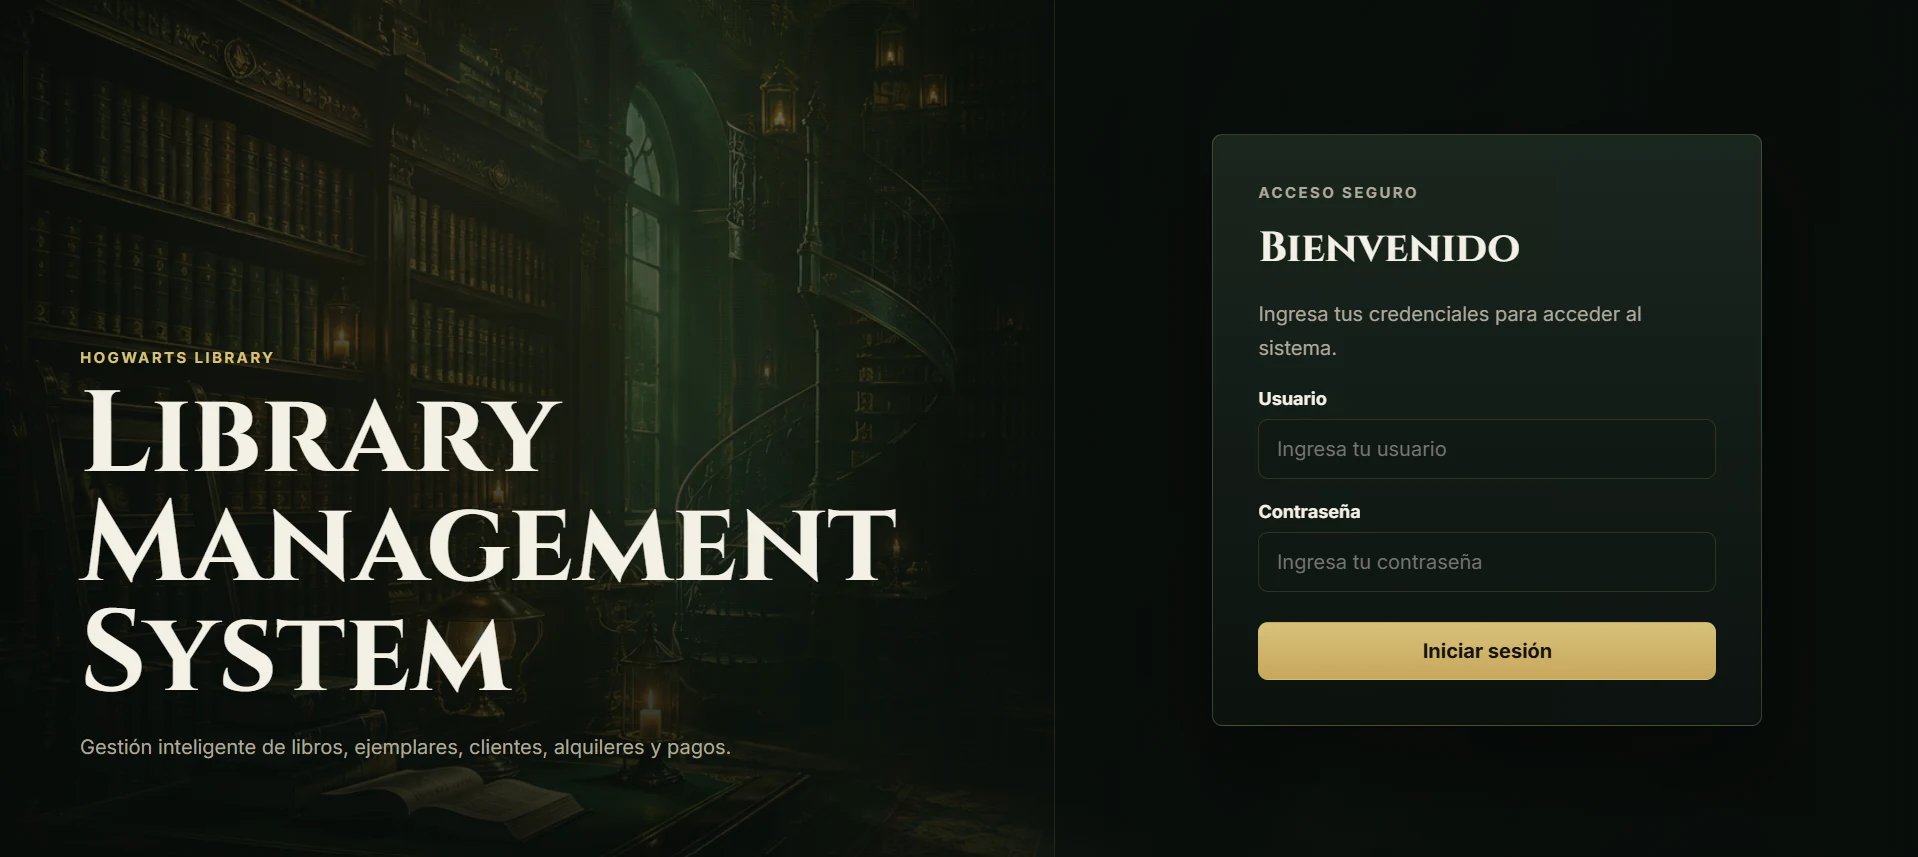 HOGWARTS LIBRARY
LIBRARY
MANAGEMENT
SYSTEM
Gestión inteligente de libros, ejemplares, clientes, alquileres y pagos.
ACCESO SEGURO
BIENVENIDO
Ingresa tus credenciales para acceder al
sistema.
Usuario
Ingresa tu usuario
Contraseña
Ingresa tu contraseña
Iniciar sesión